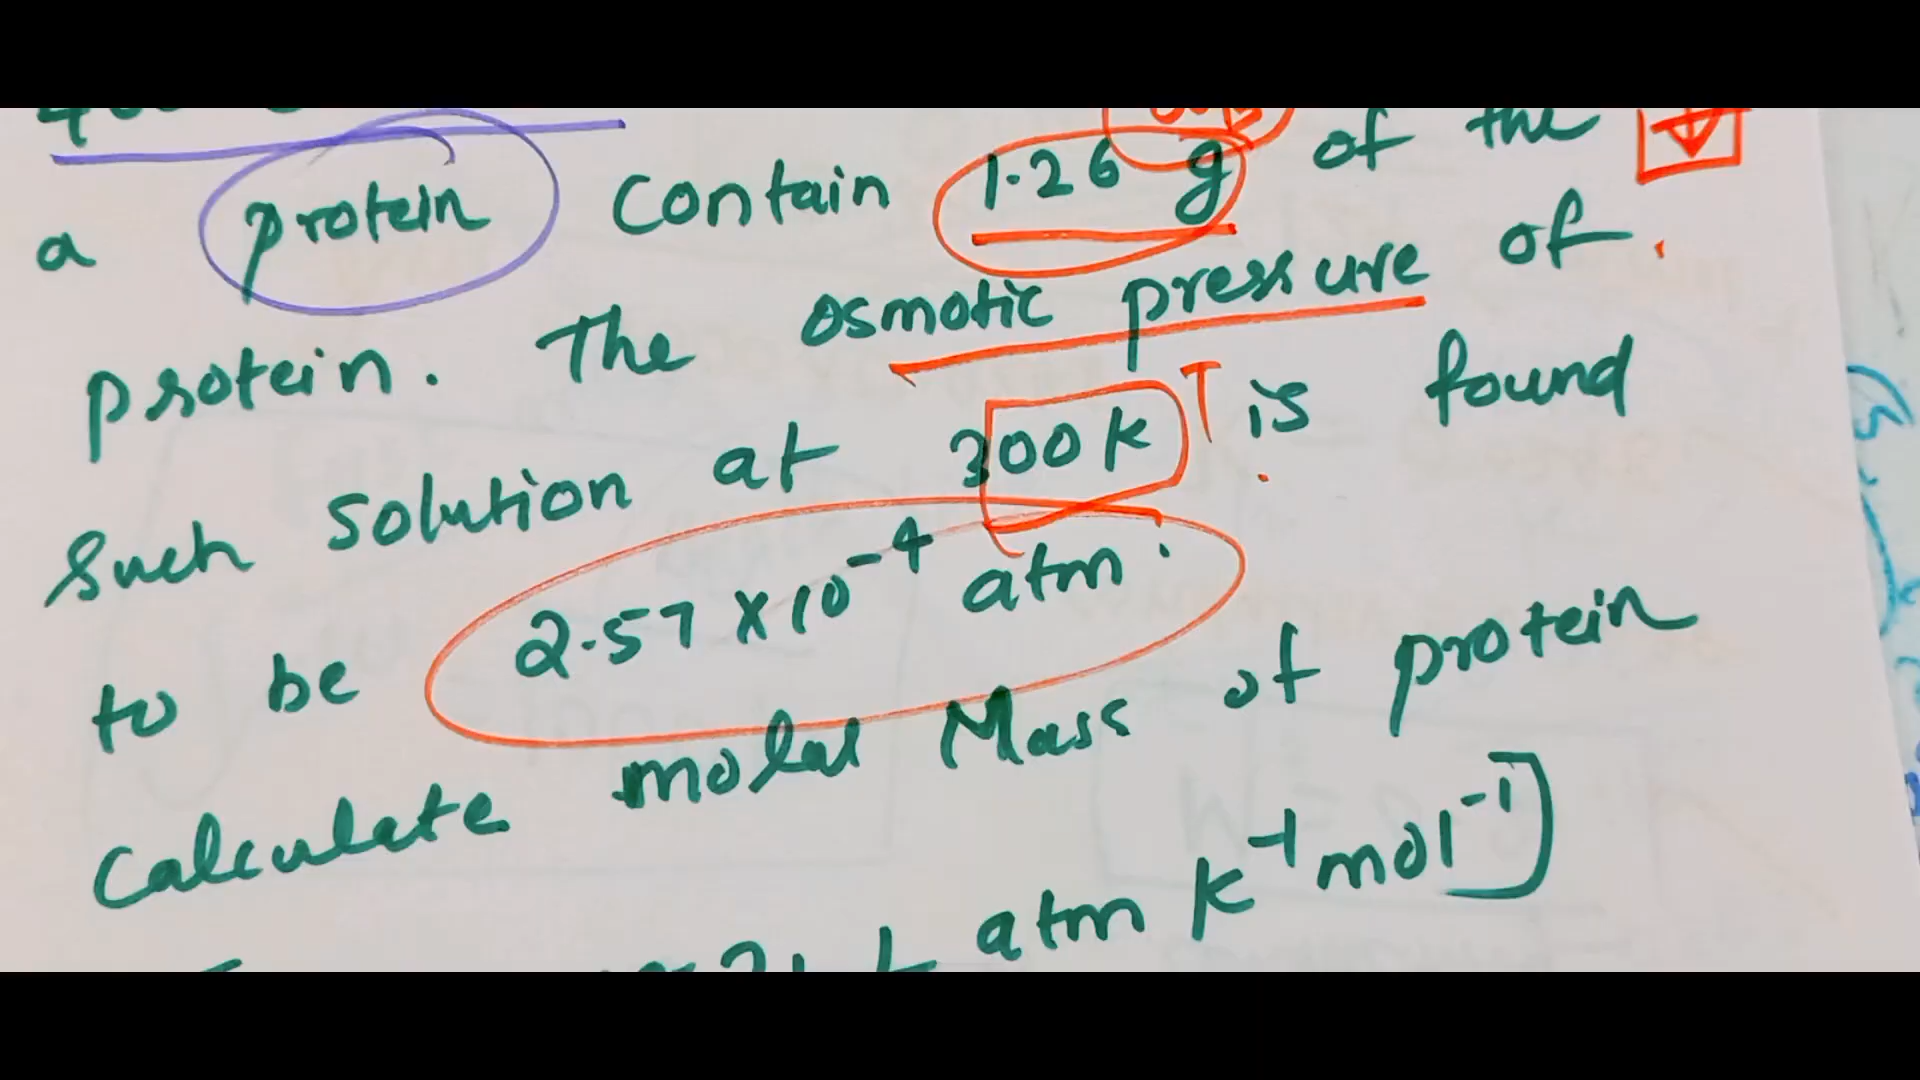 a protein contain 1.26 g of the
protein. The osmotic pressure of
Such solution at 300 k T is found
to be 2.57 x 10⁻⁴ atm.
Calculate molal Mass of protein
L atm k⁻¹ mol⁻¹]